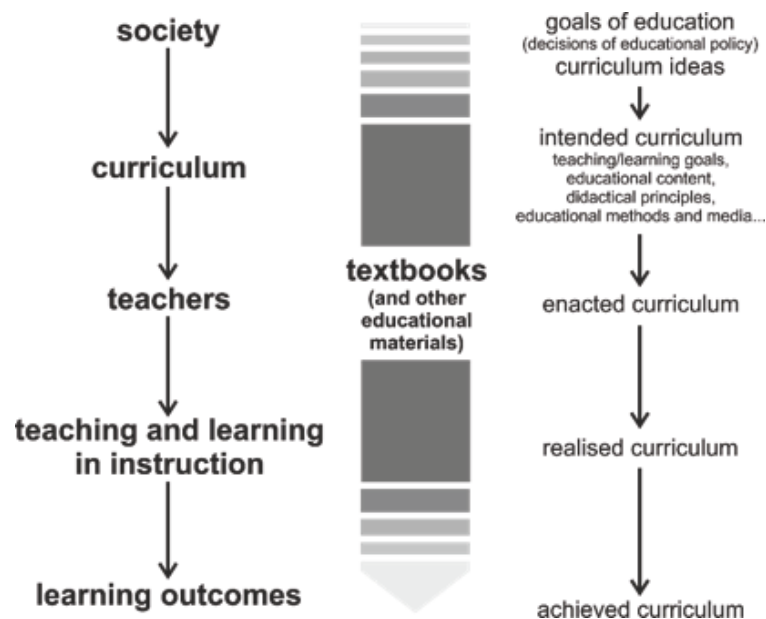 society
curriculum
teachers
teaching and learning
in instruction
learning outcomes
textbooks
(and other
educational
materials)
goals of education
(decisions of educational policy)
curriculum ideas
intended curriculum
teaching/learning goals,
educational content,
didactical principles,
educational methods and media...
enacted curriculum
realised curriculum
achieved curriculum